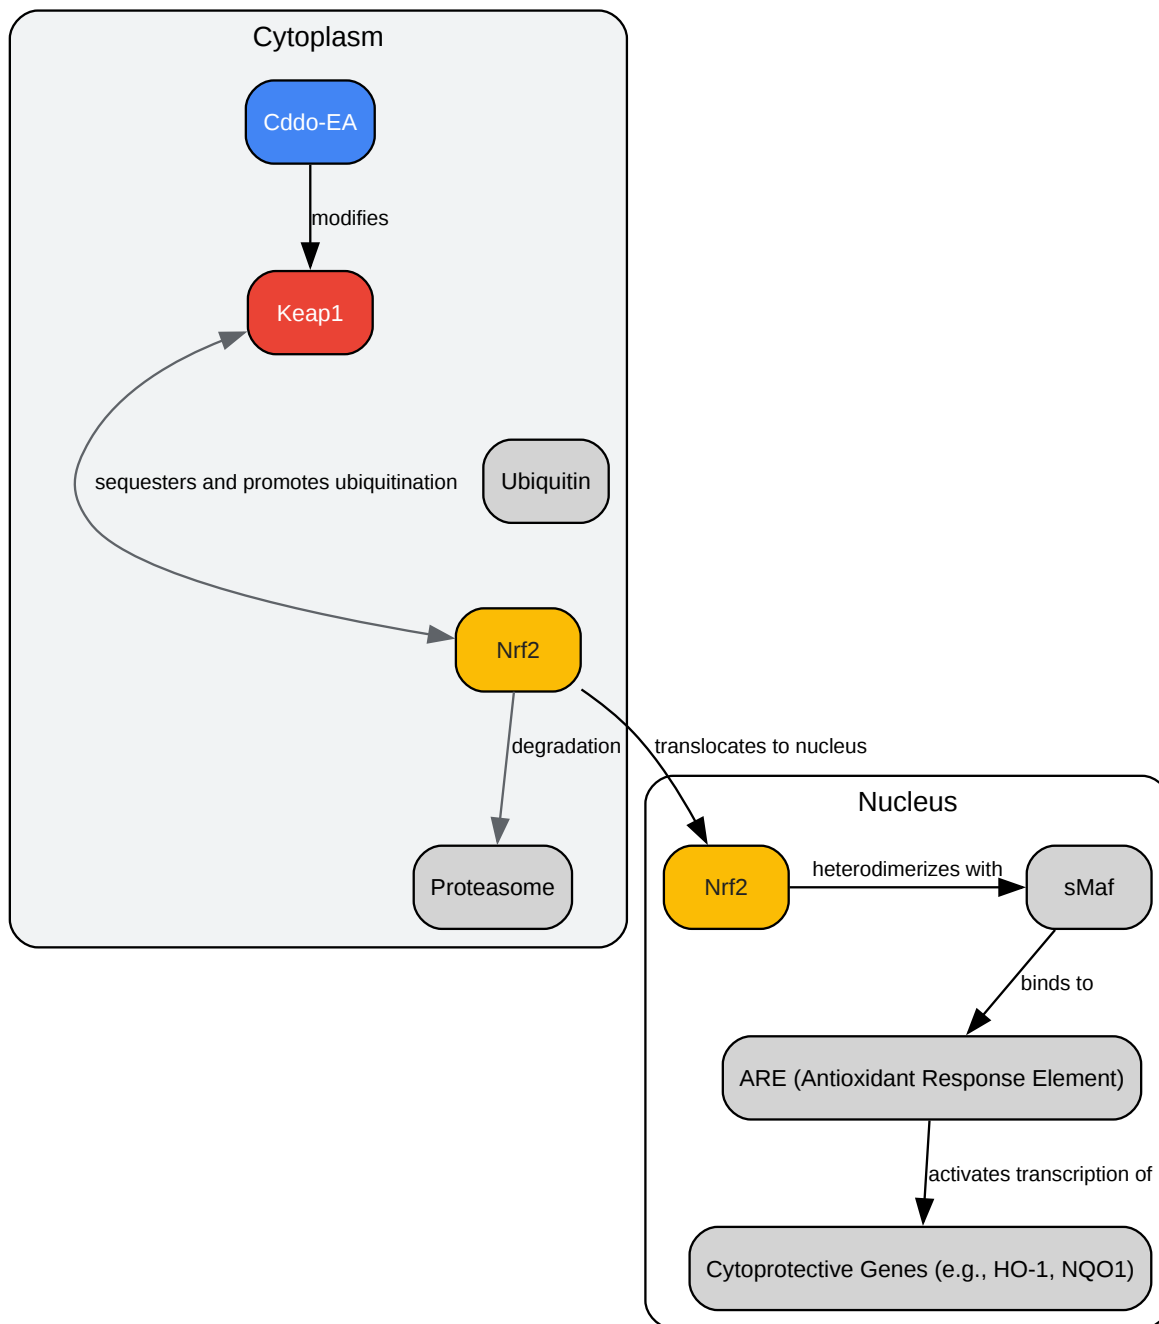 Cytoplasm
Cddo-EA
modifies
Keap1
sequesters and promotes ubiquitination
Ubiquitin
Nrf2
degradation
translocates to nucleus
Proteasome
Nucleus
Nrf2
heterodimerizes with
sMaf
binds to
ARE (Antioxidant Response Element)
activates transcription of
Cytoprotective Genes (e.g., HO-1, NQO1)